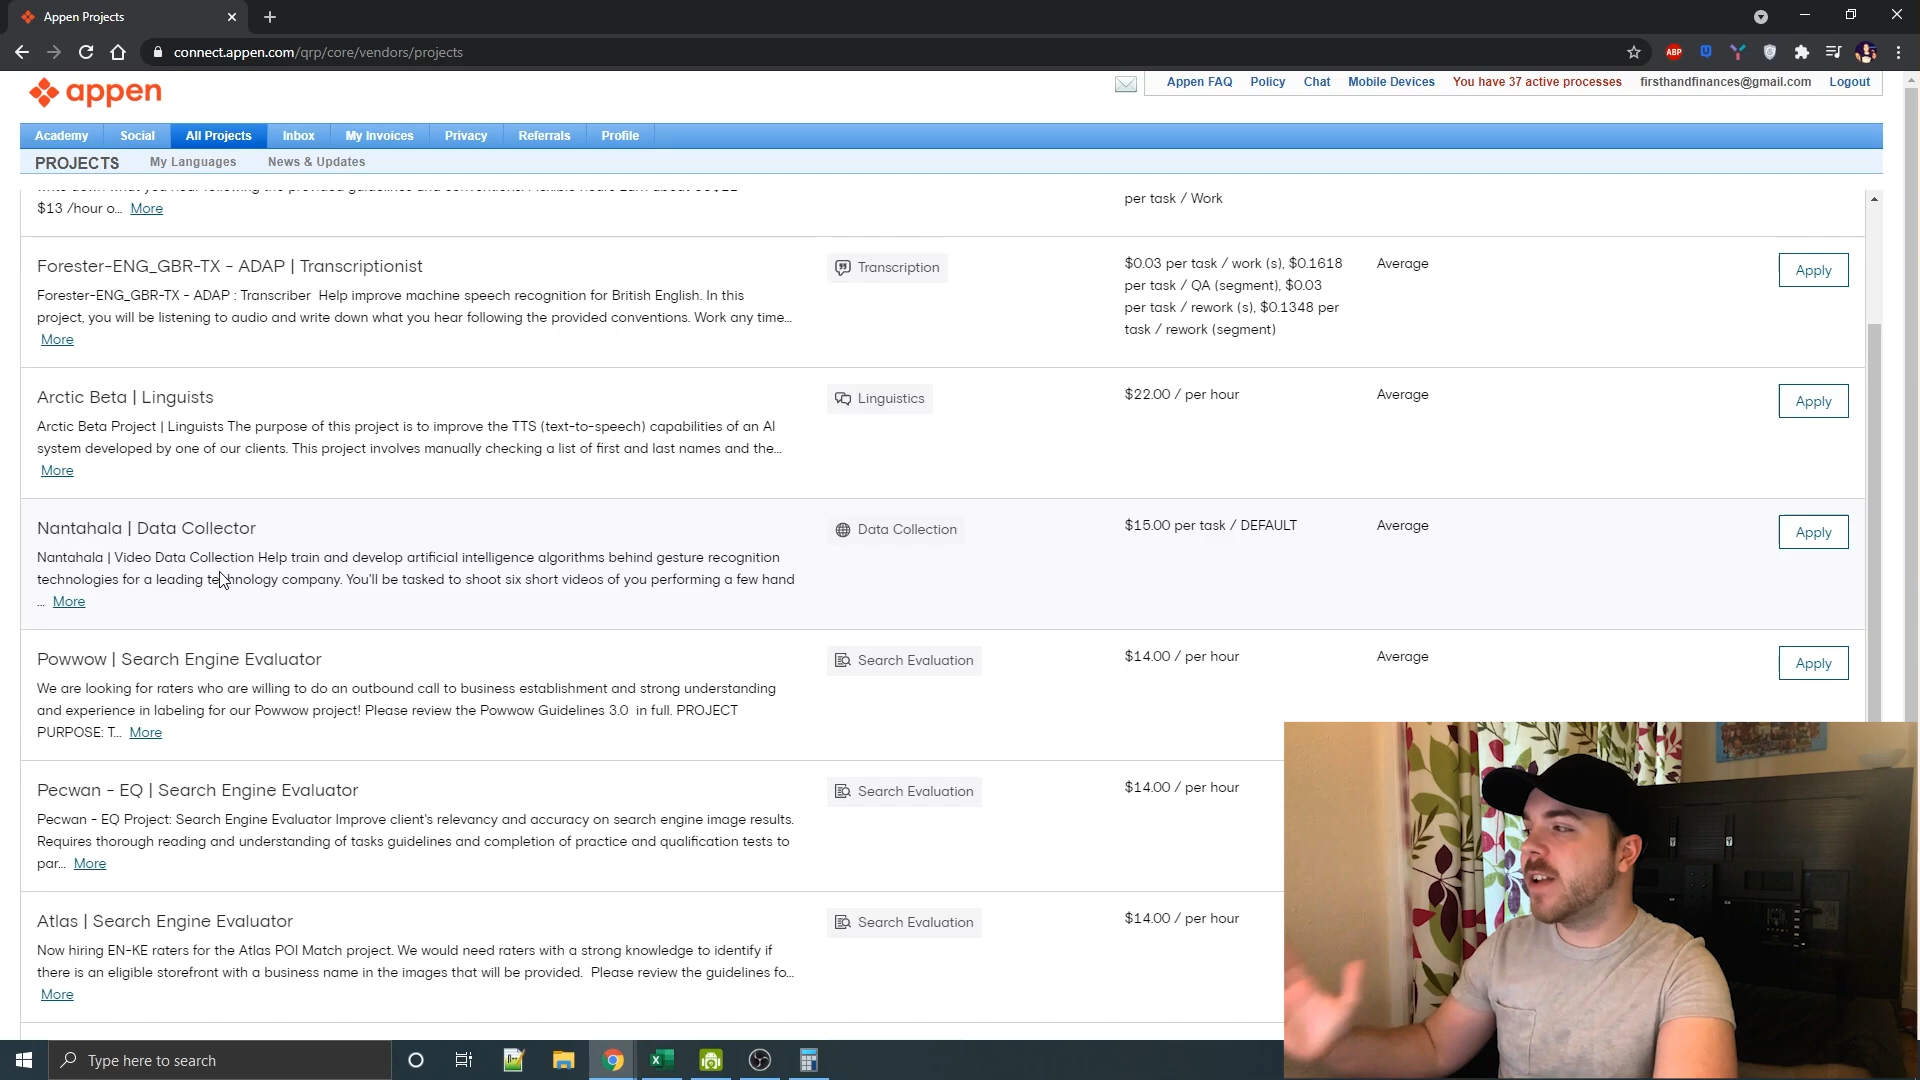 Appen Projects
connect.appen.com/qrp/core/vendors/projects
ABP
appen
Appen FAQ Policy Chat Mobile Devices You have 37 active processes firsthandfinances@gmail.com Logout
Academy Social All Projects Inbox My Invoices Privacy Referrals Profile
PROJECTS My Languages News & Updates
$13 /hour o... More
per task / Work
Forester-ENG_GBR-TX - ADAP | Transcriptionist
Forester-ENG_GBR-TX - ADAP : Transcriber Help improve machine speech recognition for British English. In this
project, you will be listening to audio and write down what you hear following the provided conventions. Work any time...
More
Transcription
$0.03 per task / work (s), $0.1618
per task / QA (segment), $0.03
per task / rework (s), $0.1348 per
task / rework (segment)
Average
Apply
Arctic Beta | Linguists
Arctic Beta Project | Linguists The purpose of this project is to improve the TTS (text-to-speech) capabilities of an AI
system developed by one of our clients. This project involves manually checking a list of first and last names and the...
More
Linguistics
$22.00 / per hour
Average
Apply
Nantahala | Data Collector
Nantahala | Video Data Collection Help train and develop artificial intelligence algorithms behind gesture recognition
technologies for a leading technology company. You'll be tasked to shoot six short videos of you performing a few hand
... More
Data Collection
$15.00 per task / DEFAULT
Average
Apply
Powwow | Search Engine Evaluator
We are looking for raters who are willing to do an outbound call to business establishment and strong understanding
and experience in labeling for our Powwow project! Please review the Powwow Guidelines 3.0 in full. PROJECT
PURPOSE: T... More
Search Evaluation
$14.00 / per hour
Average
Apply
Pecwan - EQ | Search Engine Evaluator
Pecwan - EQ Project: Search Engine Evaluator Improve client's relevancy and accuracy on search engine image results.
Requires thorough reading and understanding of tasks guidelines and completion of practice and qualification tests to
par... More
Search Evaluation
$14.00 / per hour
Atlas | Search Engine Evaluator
Now hiring EN-KE raters for the Atlas POI Match project. We would need raters with a strong knowledge to identify if
there is an eligible storefront with a business name in the images that will be provided. Please review the guidelines fo...
More
Search Evaluation
$14.00 / per hour
Type here to search